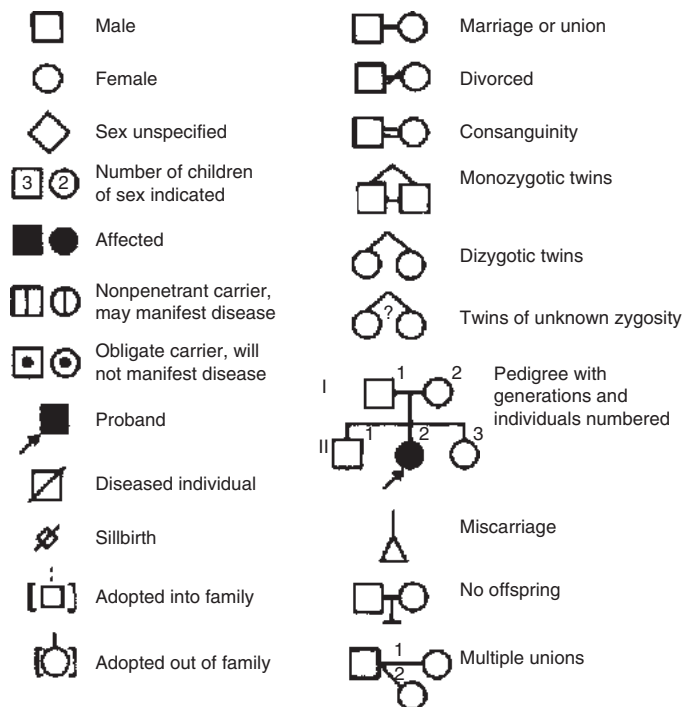 Male
Female
Sex unspecified
3 2 Number of children
of sex indicated
Affected
Nonpenetrant carrier,
may manifest disease
Obligate carrier, will
not manifest disease
Proband
Diseased individual
Sillbirth
Adopted into family
Adopted out of family
Marriage or union
Divorced
Consanguinity
Monozygotic twins
Dizygotic twins
? Twins of unknown zygosity
I 1 2
II 1 2 3
Pedigree with
generations and
individuals numbered
Miscarriage
No offspring
1
2
Multiple unions